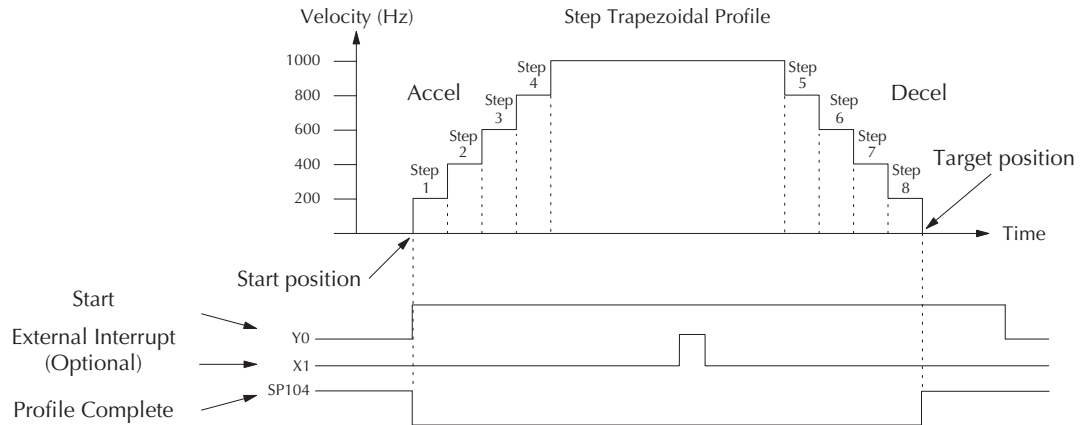 Velocity (Hz)
Step Trapezoidal Profile
1000
800
600
400
200
Accel
Decel
Step
1
Step
2
Step
3
Step
4
Step
5
Step
6
Step
7
Step
8
Target position
Time
Start position
Start
Y0
External Interrupt
(Optional)
X1
SP104
Profile Complete